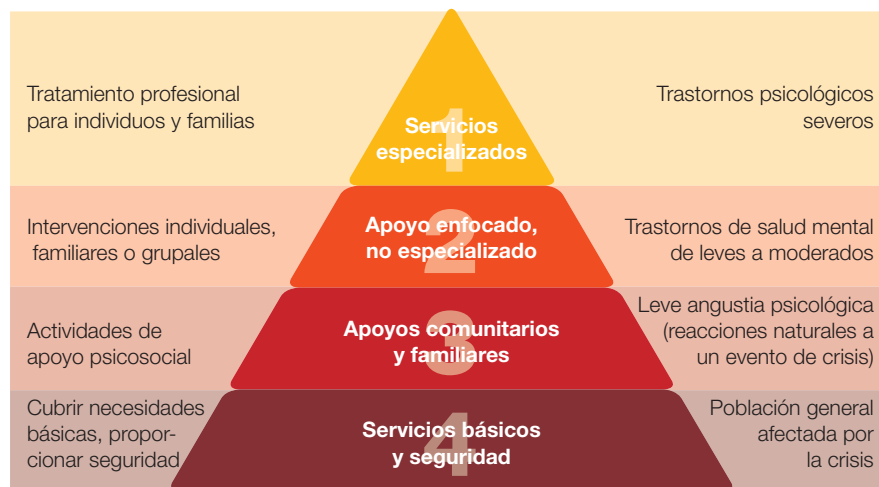 Tratamiento profesional
para individuos y familias
1
Servicios
especializados
Trastornos psicológicos
severos
Intervenciones individuales,
familiares o grupales
2
Apoyo enfocado,
no especializado
Trastornos de salud mental
de leves a moderados
Actividades de
apoyo psicosocial
3
Apoyos comunitarios
y familiares
Leve angustia psicológica
(reacciones naturales a
un evento de crisis)
Cubrir necesidades
básicas, propor-
cionar seguridad
4
Servicios básicos
y seguridad
Población general
afectada por
la crisis